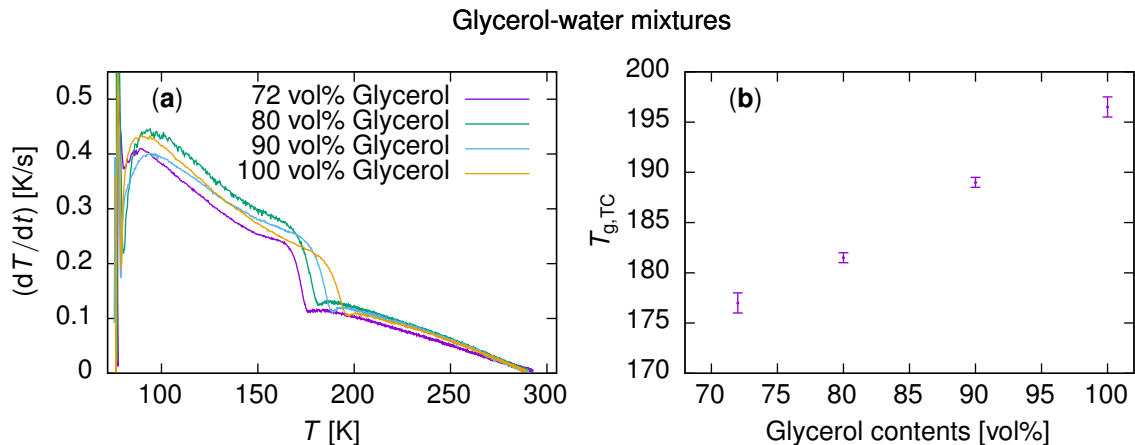 Glycerol-water mixtures
(a)
72 vol% Glycerol
80 vol% Glycerol
90 vol% Glycerol
100 vol% Glycerol
(dT/dt) [K/s]
0.5
0.4
0.3
0.2
0.1
0
100 150 200 250 300
T [K]
(b)
T_g,TC
200
195
190
185
180
175
170
70 75 80 85 90 95 100
Glycerol contents [vol%]